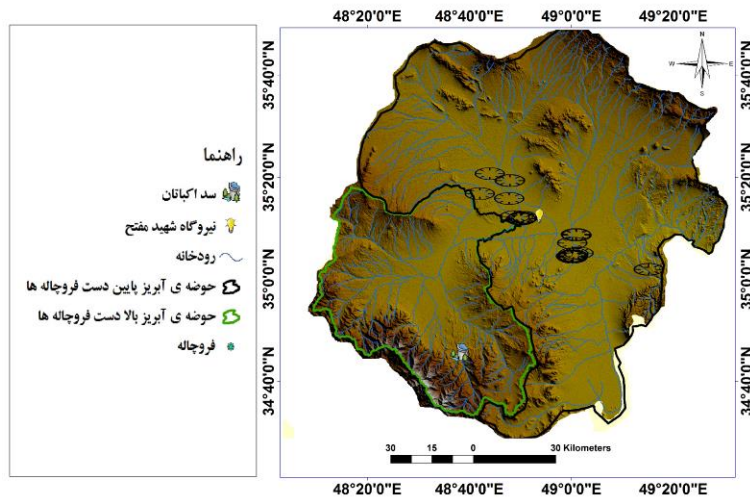 48°20'0"E 48°40'0"E 49°0'0"E 49°20'0"E
35°40'0"N
35°20'0"N
35°0'0"N
34°40'0"N
N
W E
S
35°40'0"N
35°20'0"N
35°0'0"N
34°40'0"N
راهنما
سد اکباتان
نیروگاه شهید مفتح
رودخانه
حوضه ی آبریز پایین دست فروچاله ها
حوضه ی آبریز بالا دست فروچاله ها
فروچاله
30 15 0 30 Kilometers
48°20'0"E 48°40'0"E 49°0'0"E 49°20'0"E